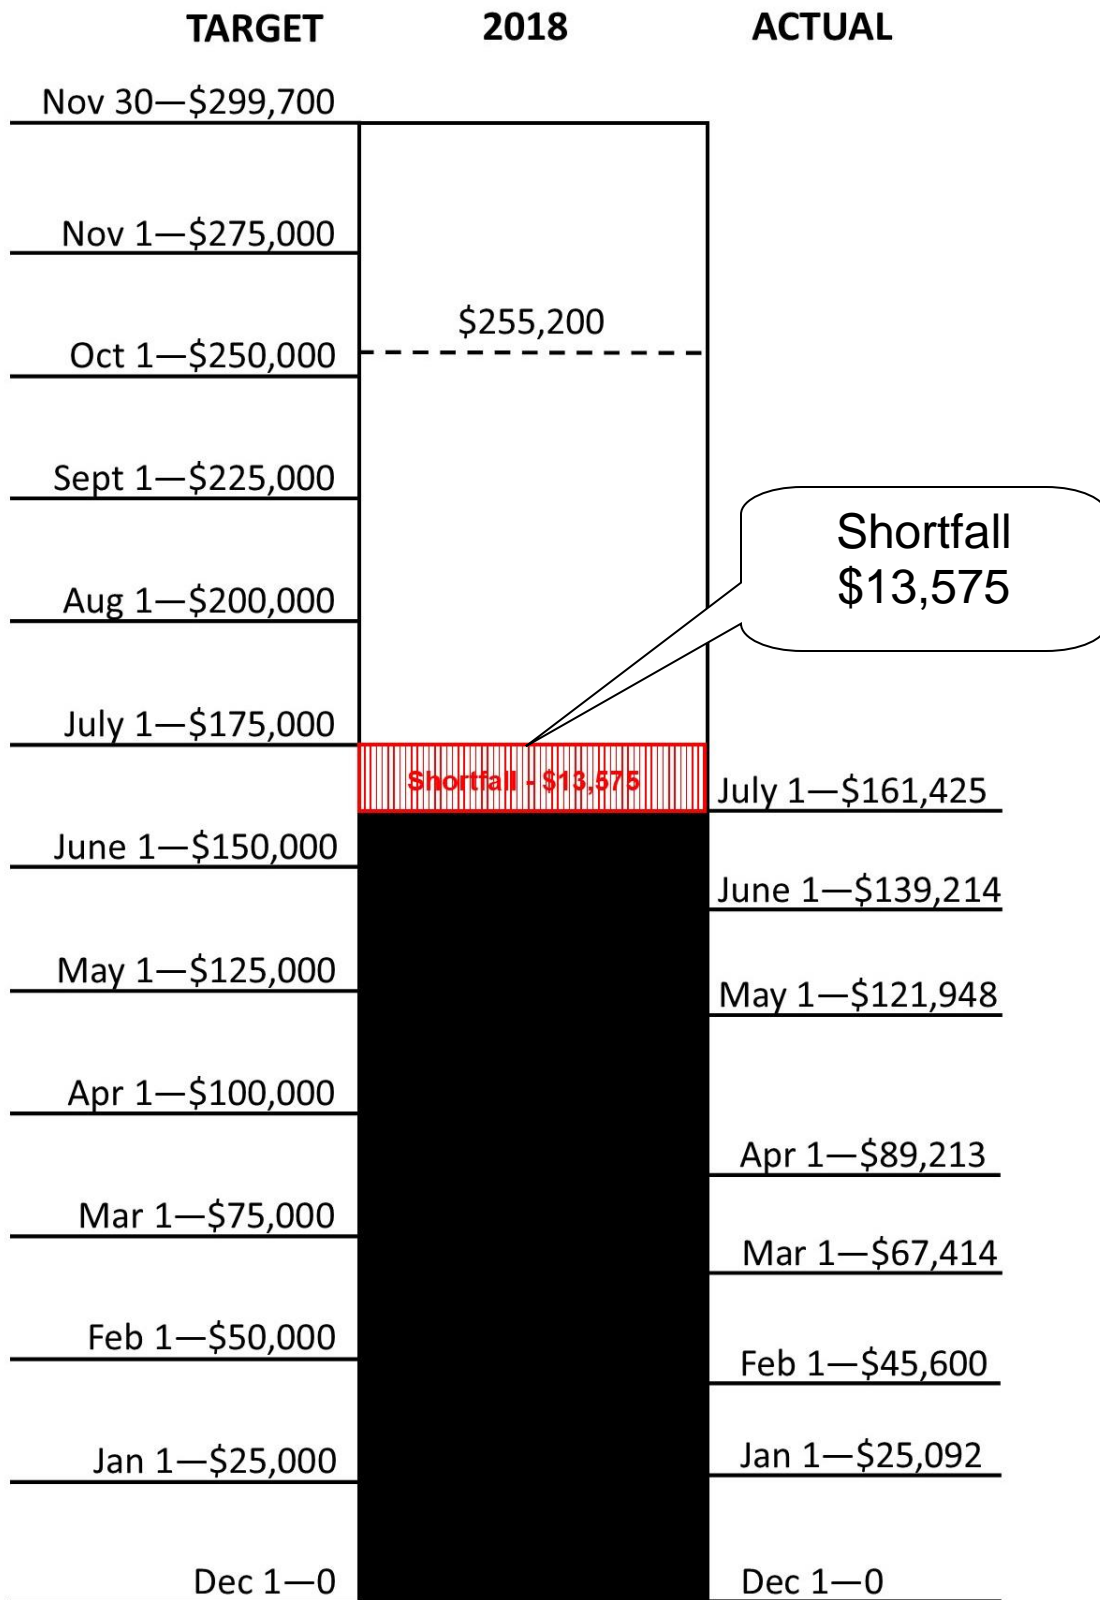 TARGET 2018 ACTUAL
Nov 30—$299,700
Nov 1—$275,000
$255,200
Oct 1—$250,000
Sept 1—$225,000
Shortfall
$13,575
Aug 1—$200,000
July 1—$175,000
Shortfall - $13,575
July 1—$161,425
June 1—$150,000
June 1—$139,214
May 1—$125,000
May 1—$121,948
Apr 1—$100,000
Apr 1—$89,213
Mar 1—$75,000
Mar 1—$67,414
Feb 1—$50,000
Feb 1—$45,600
Jan 1—$25,000
Jan 1—$25,092
Dec 1—0
Dec 1—0